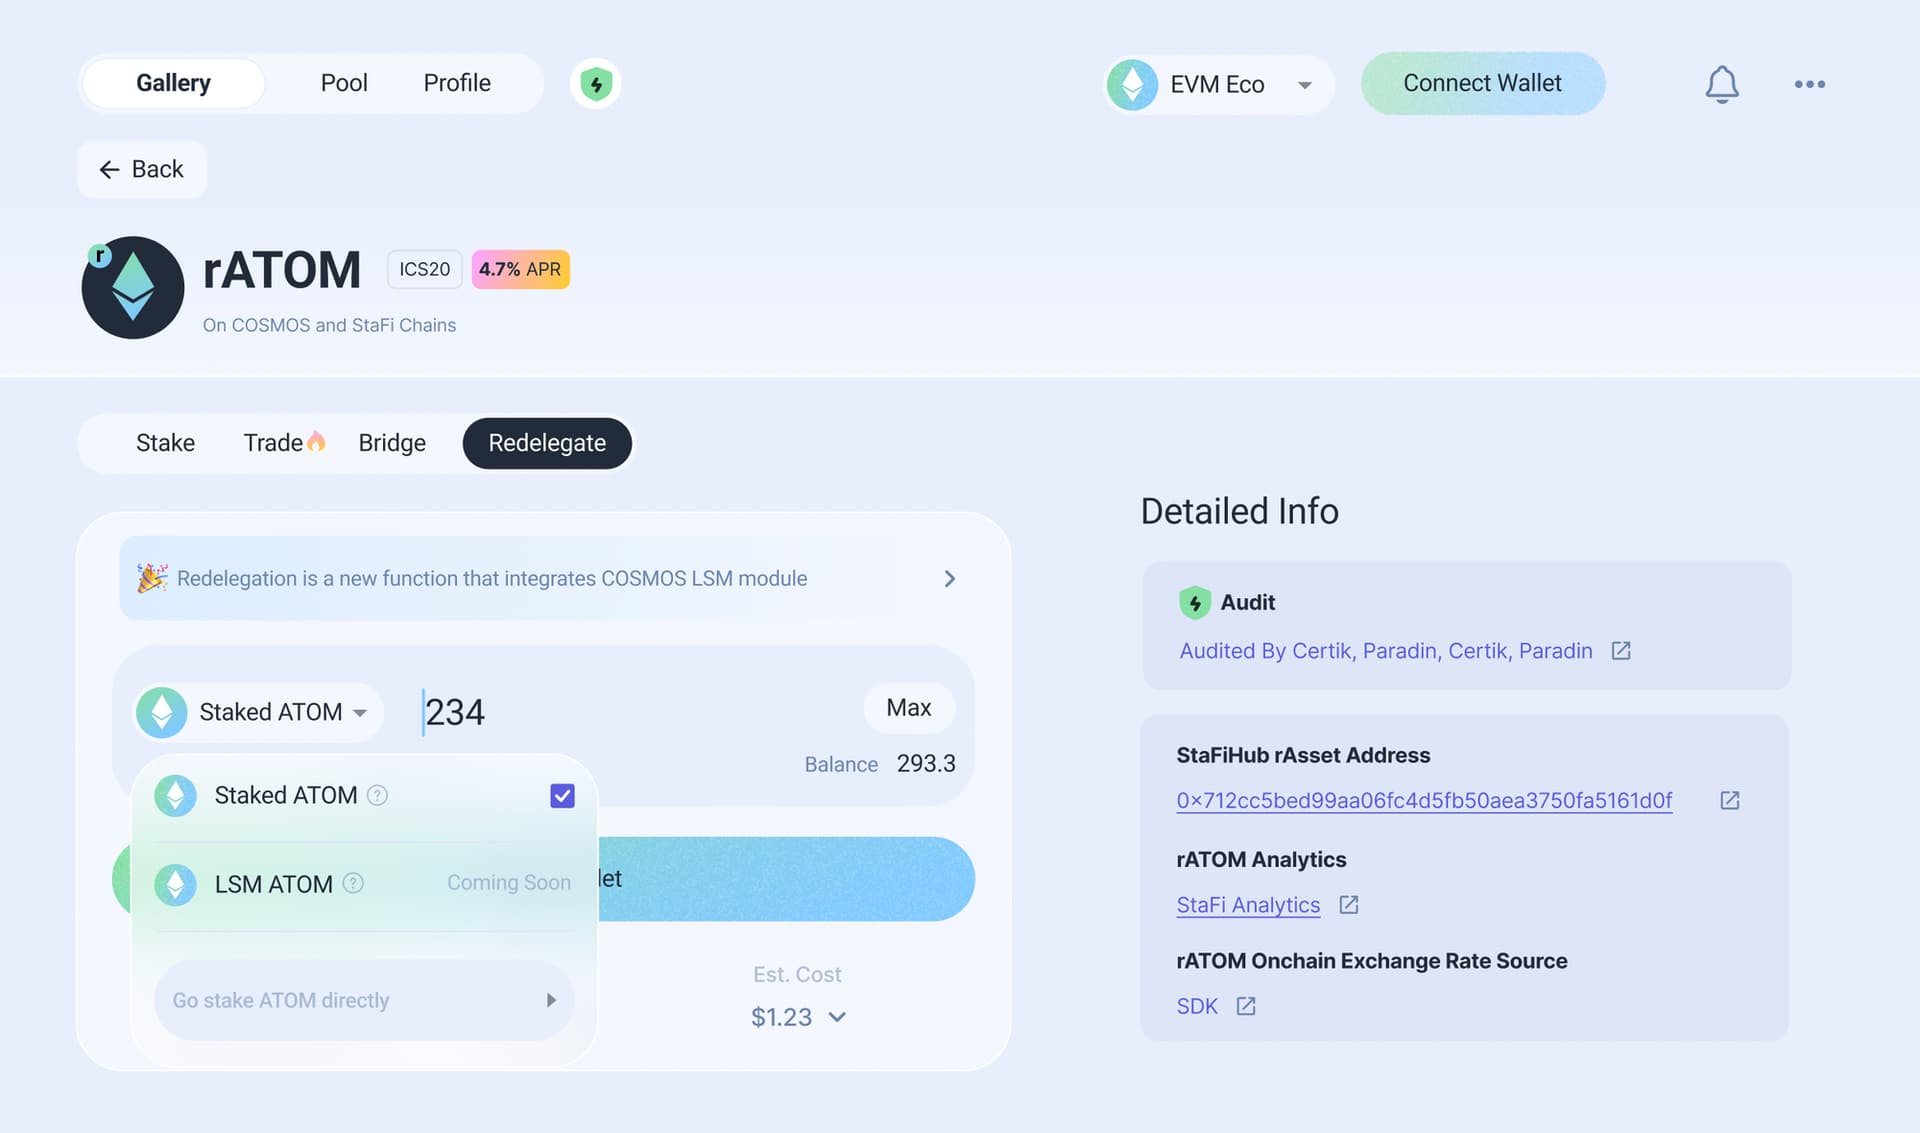 Gallery Pool Profile EVM Eco Connect Wallet
Back
r
rATOM ICS20 4.7% APR
On COSMOS and StaFi Chains
Stake Trade Bridge Redelegate
Redelegation is a new function that integrates COSMOS LSM module
Staked ATOM 234 Max
Balance 293.3
Staked ATOM ?
LSM ATOM ? Coming Soon
let
Go stake ATOM directly
Est. Cost
$1.23
Detailed Info
Audit
Audited By Certik, Paradin, Certik, Paradin
StaFiHub rAsset Address
0×712cc5bed99aa06fc4d5fb50aea3750fa5161d0f
rATOM Analytics
StaFi Analytics
rATOM Onchain Exchange Rate Source
SDK